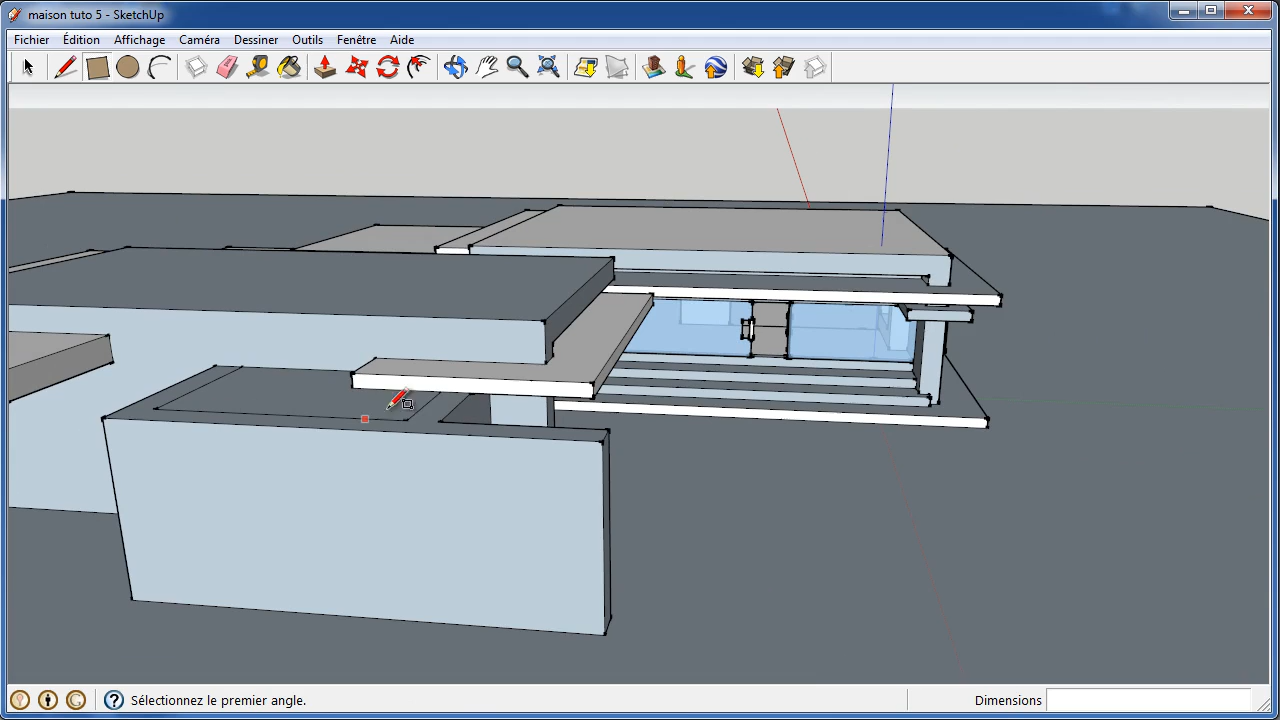 maison tuto 5 - SketchUp
Fichier Édition Affichage Caméra Dessiner Outils Fenêtre Aide
Sélectionnez le premier angle.
Dimensions